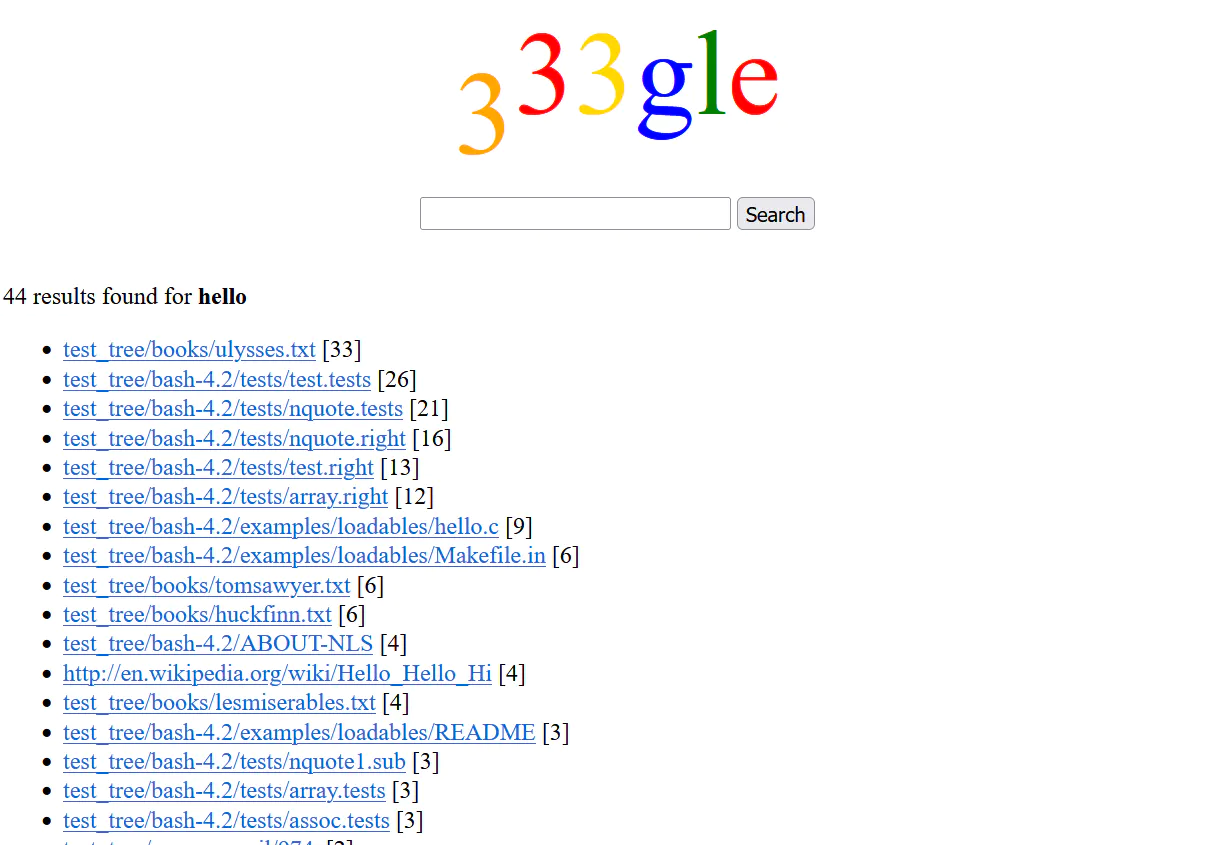 333gle
Search
44 results found for hello
test_tree/books/ulysses.txt [33]
test_tree/bash-4.2/tests/test.tests [26]
test_tree/bash-4.2/tests/nquote.tests [21]
test_tree/bash-4.2/tests/nquote.right [16]
test_tree/bash-4.2/tests/test.right [13]
test_tree/bash-4.2/tests/array.right [12]
test_tree/bash-4.2/examples/loadables/hello.c [9]
test_tree/bash-4.2/examples/loadables/Makefile.in [6]
test_tree/books/tomsawyer.txt [6]
test_tree/books/huckfinn.txt [6]
test_tree/bash-4.2/ABOUT-NLS [4]
http://en.wikipedia.org/wiki/Hello_Hello_Hi [4]
test_tree/books/lesmiserables.txt [4]
test_tree/bash-4.2/examples/loadables/README [3]
test_tree/bash-4.2/tests/nquote1.sub [3]
test_tree/bash-4.2/tests/array.tests [3]
test_tree/bash-4.2/tests/assoc.tests [3]